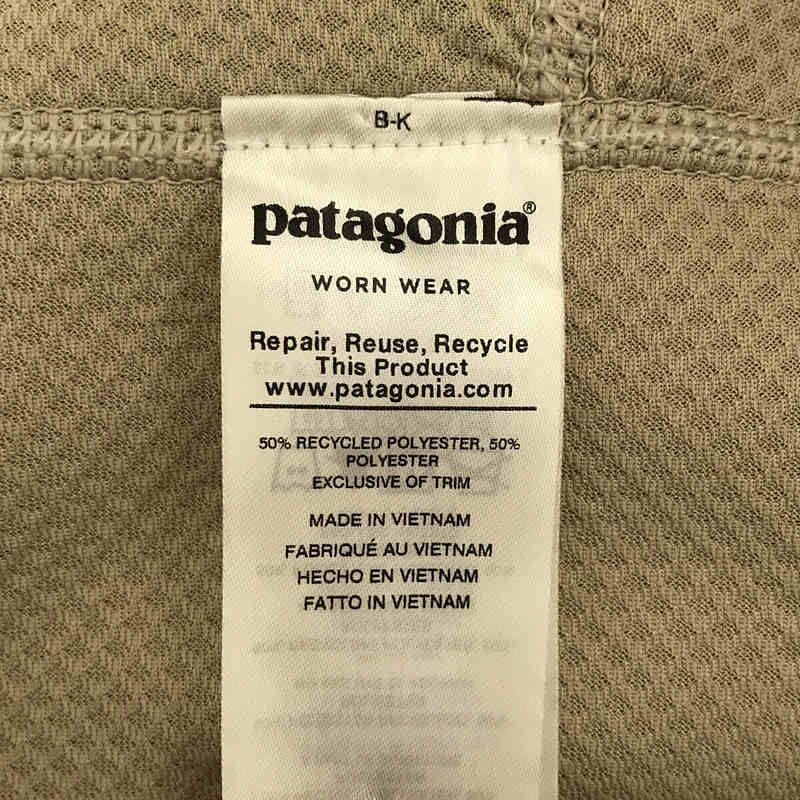 B-K
patagonia®
WORN WEAR
Repair, Reuse, Recycle
This Product
www.patagonia.com
50% RECYCLED POLYESTER, 50%
POLYESTER
EXCLUSIVE OF TRIM
MADE IN VIETNAM
FABRIQUÉ AU VIETNAM
HECHO EN VIETNAM
FATTO IN VIETNAM